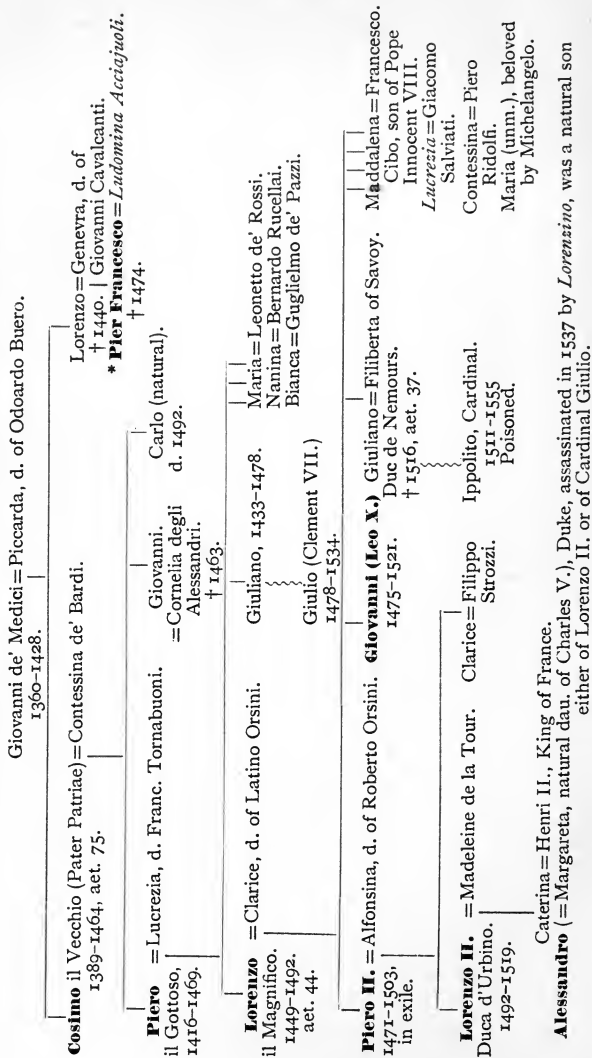 Giovanni de' Medici = Piccarda, d. of Odoardo Buero.
1360–1428.
Cosimo il Vecchio (Pater Patriae) = Contessina de' Bardi.
1389–1464, aet. 75.
Lorenzo = Genevra, d. of
† 1440. | Giovanni Cavalcanti.
* Pier Francesco = Ludomina Acciajuoli.
† 1474.
Piero = Lucrezia, d. Franc. Tornabuoni.
il Gottoso,
1416–1469.
Giovanni.
= Cornelia degli
Alessandri.
† 1463.
Carlo (natural).
d. 1492.
Lorenzo = Clarice, d. of Latino Orsini.
il Magnifico.
1449–1492.
aet. 44.
Giuliano, 1433–1478.
Giulio (Clement VII.)
1478–1534.
Maria = Leonetto de' Rossi.
Nanina = Bernardo Rucellai.
Bianca = Guglielmo de' Pazzi.
Piero II. = Alfonsina, d. of Roberto Orsini.
1471–1503,
in exile.
Giovanni (Leo X.)
1475–1521.
Giuliano = Filiberta of Savoy.
Duc de Nemours.
† 1516, aet. 37.
Maddalena = Francesco.
Cibo, son of Pope
Innocent VIII.
Lucrezia = Giacomo
Salviati.
Contessina = Piero
Ridolfi.
Maria (unm.), beloved
by Michelangelo.
Lorenzo II. = Madeleine de la Tour.
Duca d'Urbino.
1492–1519.
Clarice = Filippo
Strozzi.
Ippolito, Cardinal.
1511–1555
Poisoned.
Caterina = Henri II., King of France.
Alessandro (= Margareta, natural dau. of Charles V.), Duke, assassinated in 1537 by Lorenzino, was a natural son
either of Lorenzo II. or of Cardinal Giulio.